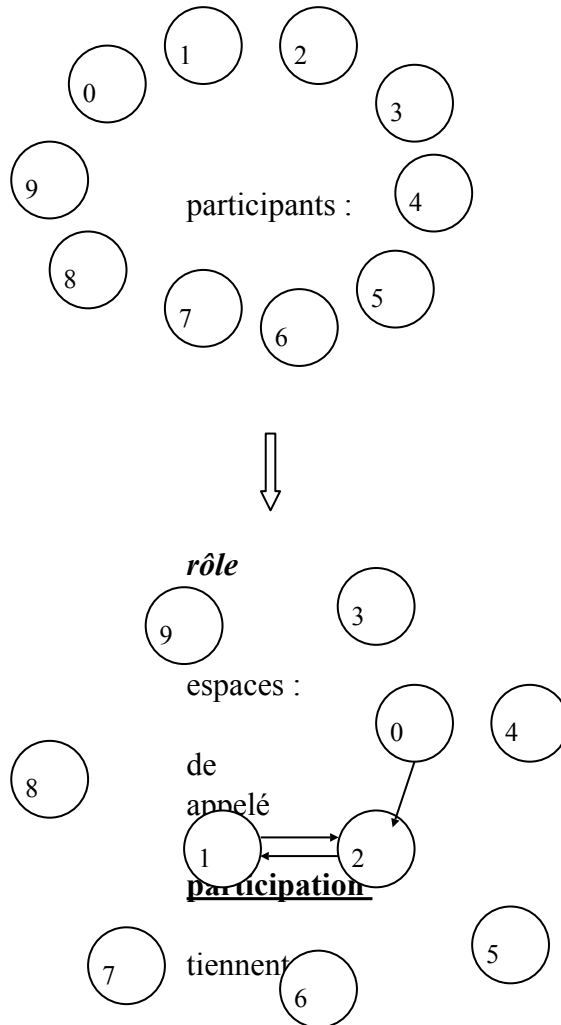 1 2
0 3
9 participants : 4
8 5
7 6
rôle
9 3
espaces :
0 4
8 de
appelé
1 2
participation
7 tiennent 5
6